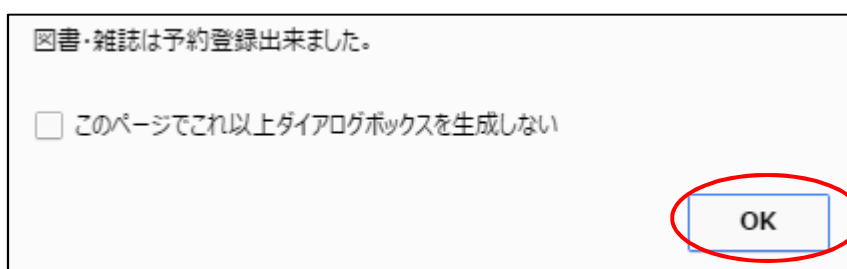 図書・雑誌は予約登録出来ました。
このページでこれ以上ダイアログボックスを生成しない
OK